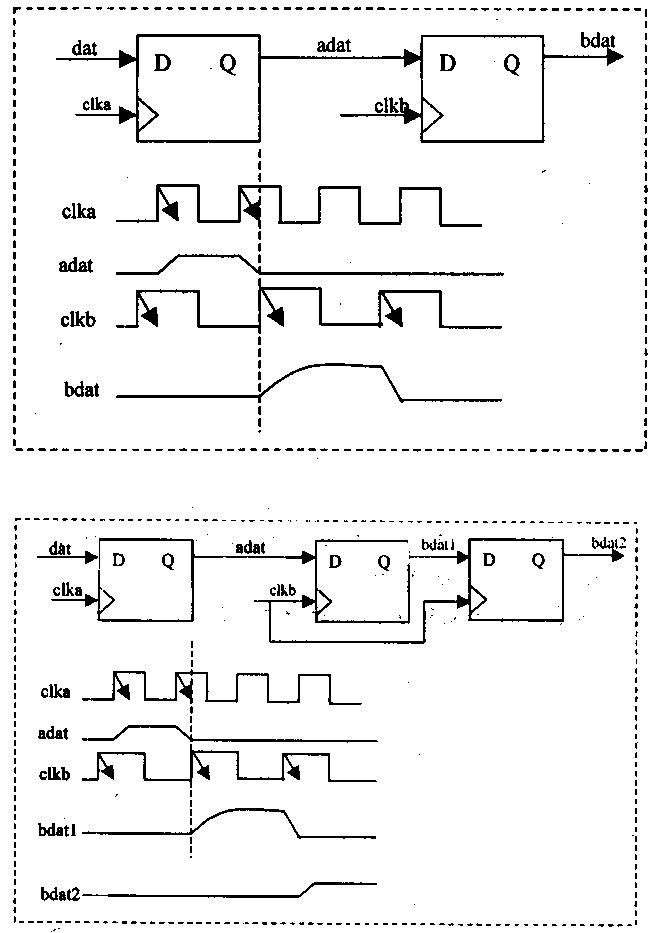 dat adat bdat
D Q D Q
clka clkb
clka
adat
clkb
bdat
dat adat bdat1 bdat2
D Q D Q D Q
clka clkb
clka
adat
clkb
bdat1
bdat2